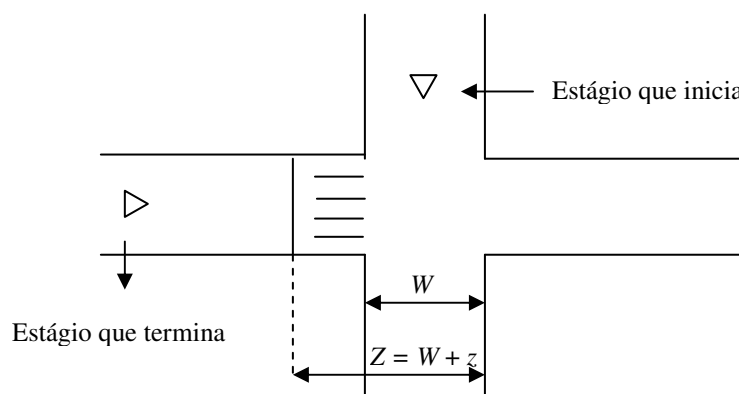 Estágio que inicia
W
Estágio que termina
Z = W + z